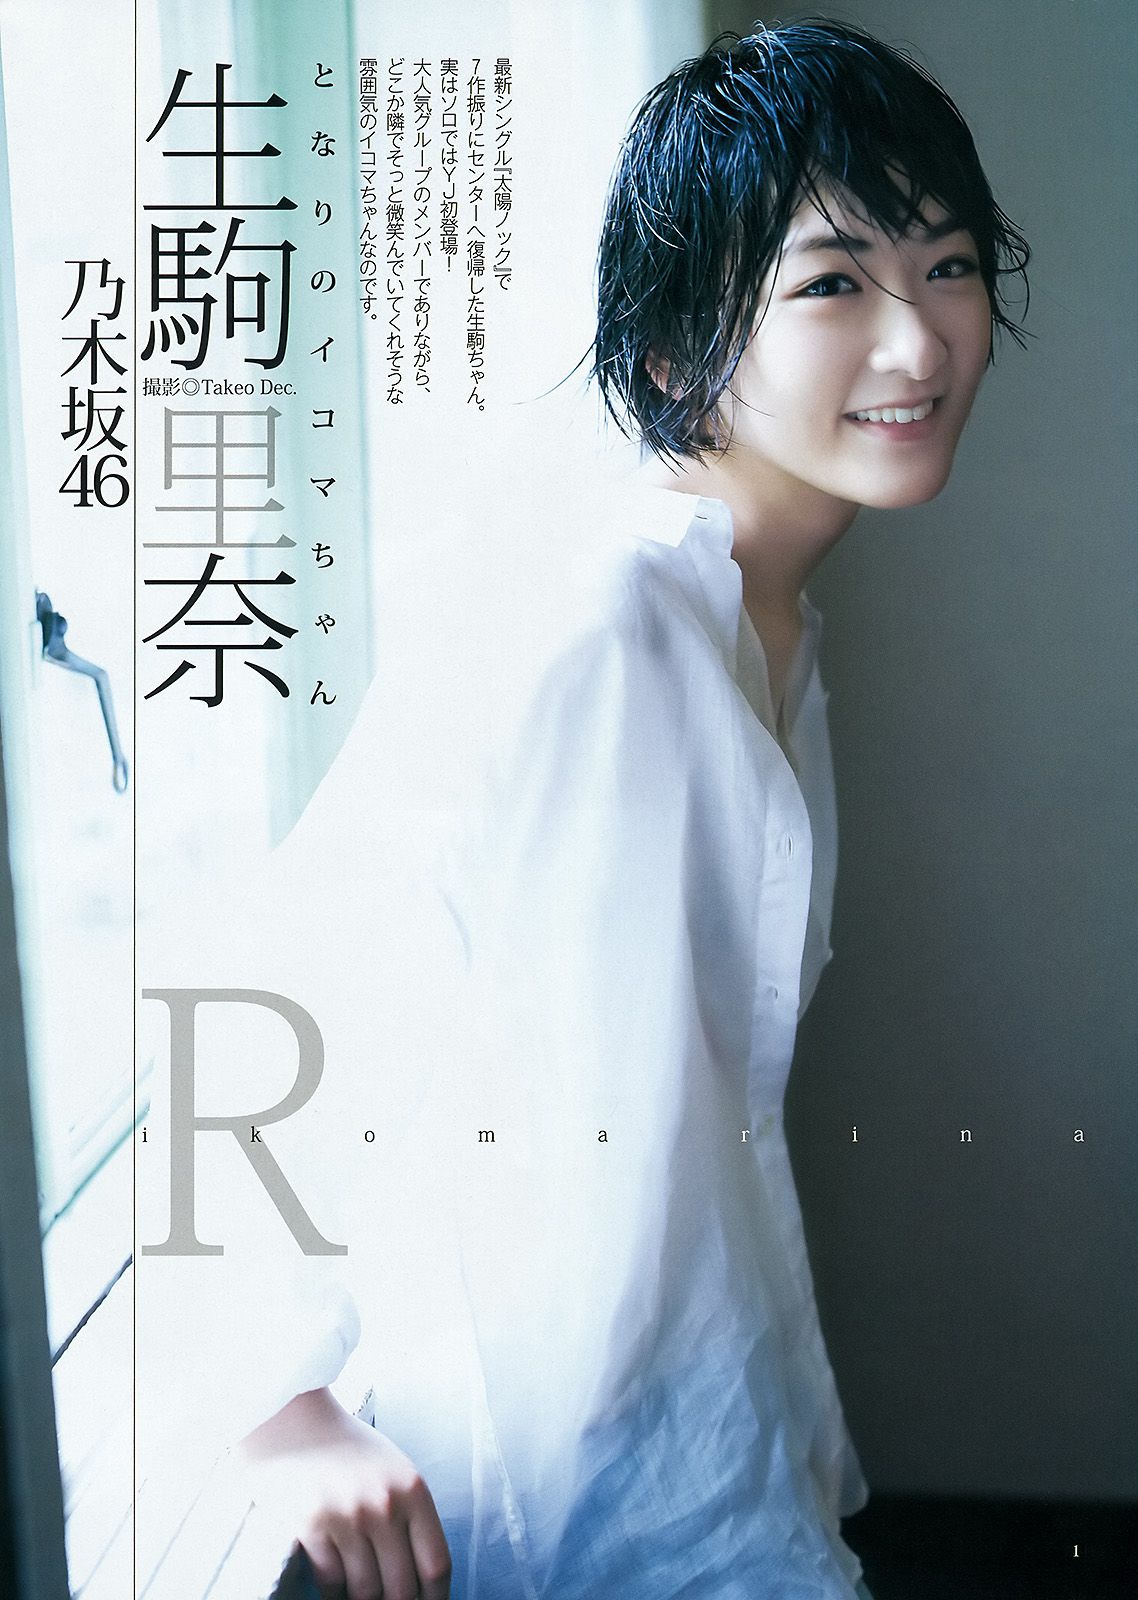 最新シングル『太陽ノック』で
7作振りにセンターへ復帰した生駒ちゃん。
実はソロではYJ初登場！
大人気グループのメンバーでありながら、
どこか隣でそっと微笑んでいてくれそうな
雰囲気のイコマちゃんなのです。
となりのイコマちゃん
生駒里奈
撮影◎Takeo Dec.
乃木坂46
R
ikomarina
1